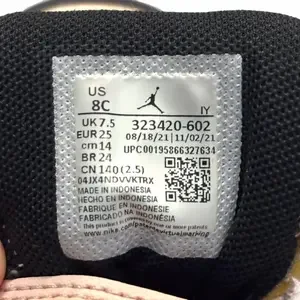 US
8C
IY
UK 7.5
EUR 25
cm 14
BR 24
CN 140 (2.5)
323420-602
08/18/21 | 11/02/21
UPC00195866327634
04JX4NDVVKTRX
MADE IN INDONESIA
HECHO EN INDONESIA
FABRIQUÉ EN INDONÉSIE
FABRICADO NA INDONÉSIA